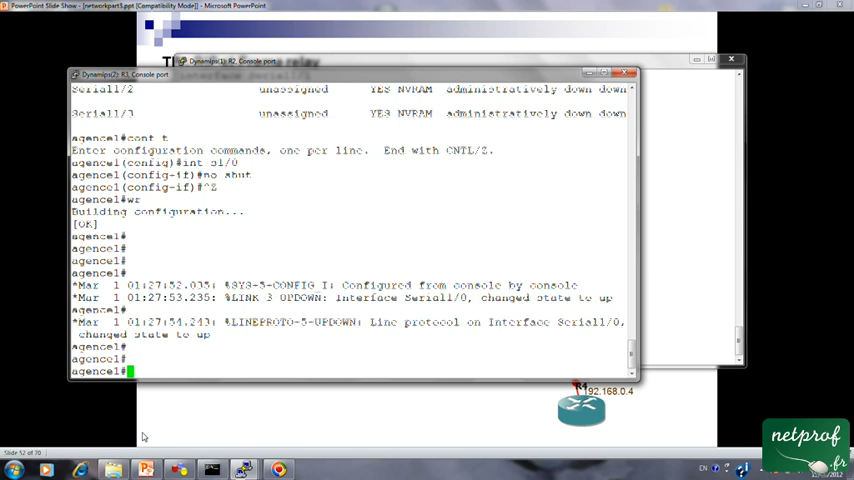 PowerPoint Slide Show - [networkpart3.ppt [Compatibility Mode]] - Microsoft PowerPoint
Dynamips(1): R2, Console port
relay
Dynamips(2): R3, Console port
Serial1/2 unassigned YES NVRAM administratively down down
Serial1/3 unassigned YES NVRAM administratively down down
agence1#conf t
Enter configuration commands, one per line. End with CNTL/Z.
agence1(config)#int s1/0
agence1(config-if)#no shut
agence1(config-if)#^Z
agence1#wr
Building configuration...
[OK]
agence1#
agence1#
agence1#
agence1#
*Mar 1 01:27:52.035: %SYS-5-CONFIG_I: Configured from console by console
*Mar 1 01:27:53.235: %LINK-3-UPDOWN: Interface Serial1/0, changed state to up
agence1#
*Mar 1 01:27:54.243: %LINEPROTO-5-UPDOWN: Line protocol on Interface Serial1/0,
changed state to up
agence1#
agence1#
agence1#
R4
192.168.0.4
Slide 52 of 70
EN
netprof
.fr